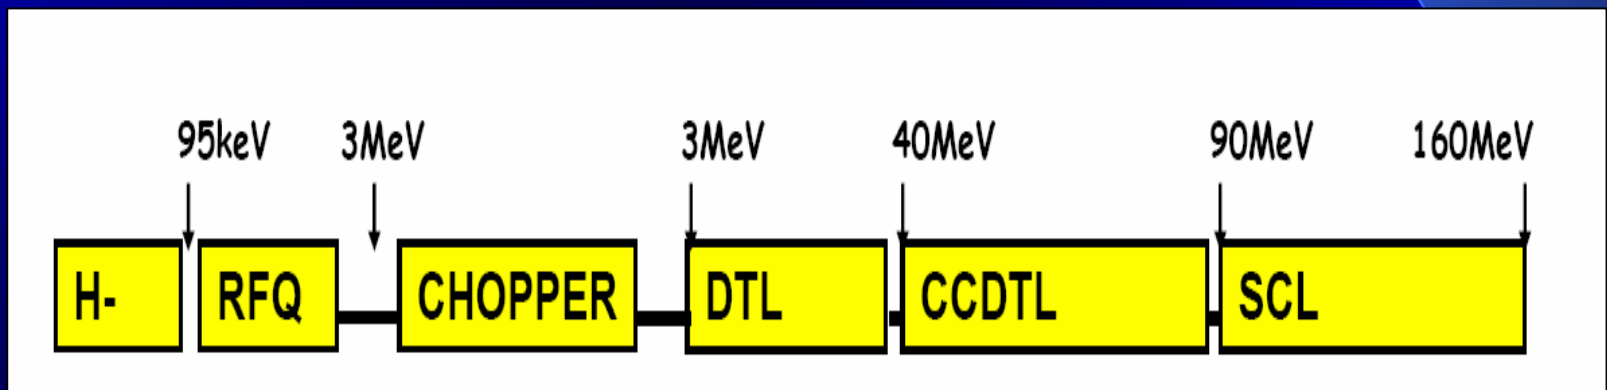 95keV 3MeV 3MeV 40MeV 90MeV 160MeV
H- RFQ CHOPPER DTL CCDTL SCL